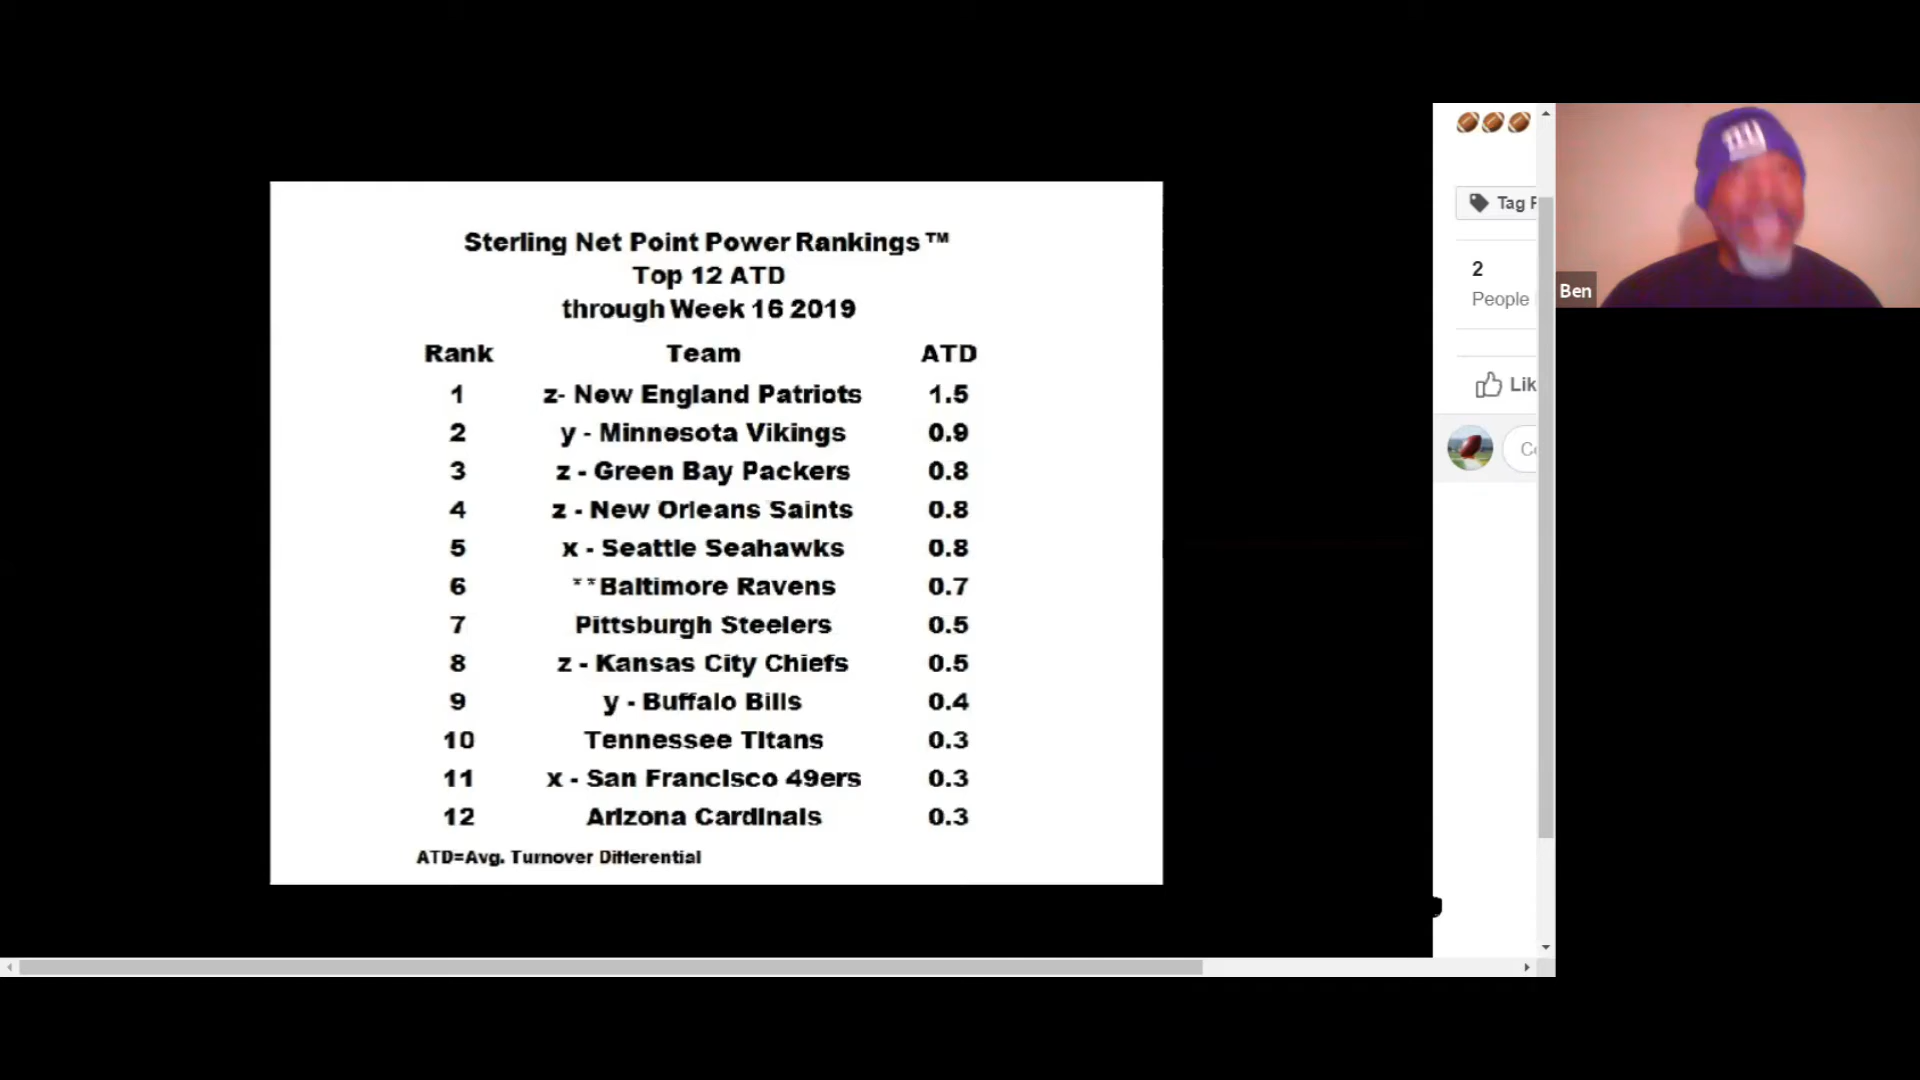 Sterling Net Point Power Rankings™
Top 12 ATD
through Week 16 2019
Rank Team ATD
1 z- New England Patriots 1.5
2 y - Minnesota Vikings 0.9
3 z - Green Bay Packers 0.8
4 z - New Orleans Saints 0.8
5 x - Seattle Seahawks 0.8
6 **Baltimore Ravens 0.7
7 Pittsburgh Steelers 0.5
8 z - Kansas City Chiefs 0.5
9 y - Buffalo Bills 0.4
10 Tennessee Titans 0.3
11 x - San Francisco 49ers 0.3
12 Arizona Cardinals 0.3
ATD=Avg. Turnover Differential
Tag
2
People
Lik
Ben